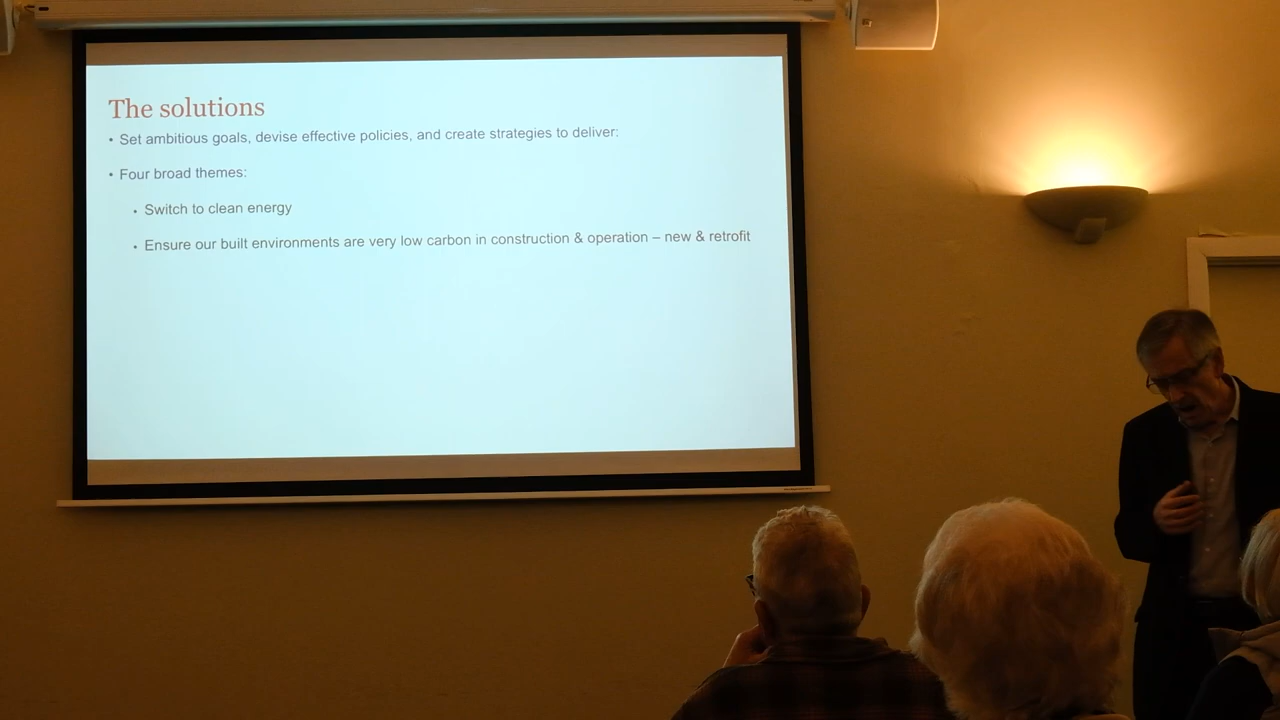 The solutions
• Set ambitious goals, devise effective policies, and create strategies to deliver:
• Four broad themes:
• Switch to clean energy
• Ensure our built environments are very low carbon in construction & operation – new & retrofit